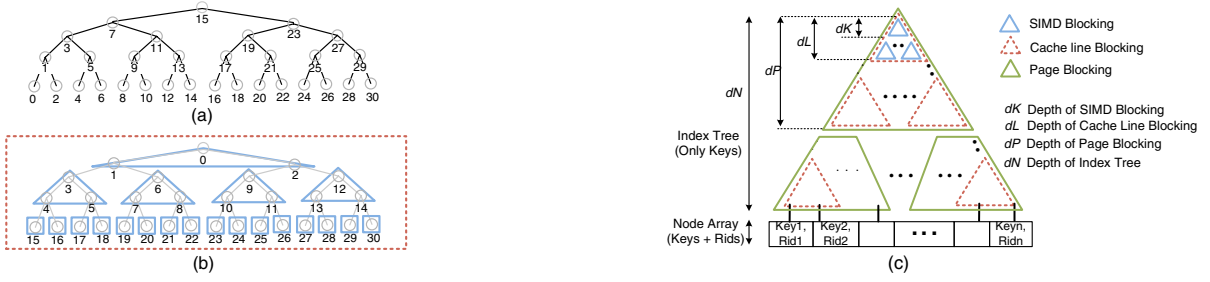 15
7 23
3 11 19 27
1 5 9 13 17 21 25 29
0 2 4 6 8 10 12 14 16 18 20 22 24 26 28 30
(a)
0
1 2
3 6 9 12
4 5 7 8 10 11 13 14
15 16 17 18 19 20 21 22 23 24 25 26 27 28 29 30
(b)
dK
dL
dP
dN
Index Tree
(Only Keys)
Node Array
(Keys + Rids)
Key1, Rid1
Key2, Rid2
Keyn, Ridn
(c)
SIMD Blocking
Cache line Blocking
Page Blocking
dK Depth of SIMD Blocking
dL Depth of Cache Line Blocking
dP Depth of Page Blocking
dN Depth of Index Tree